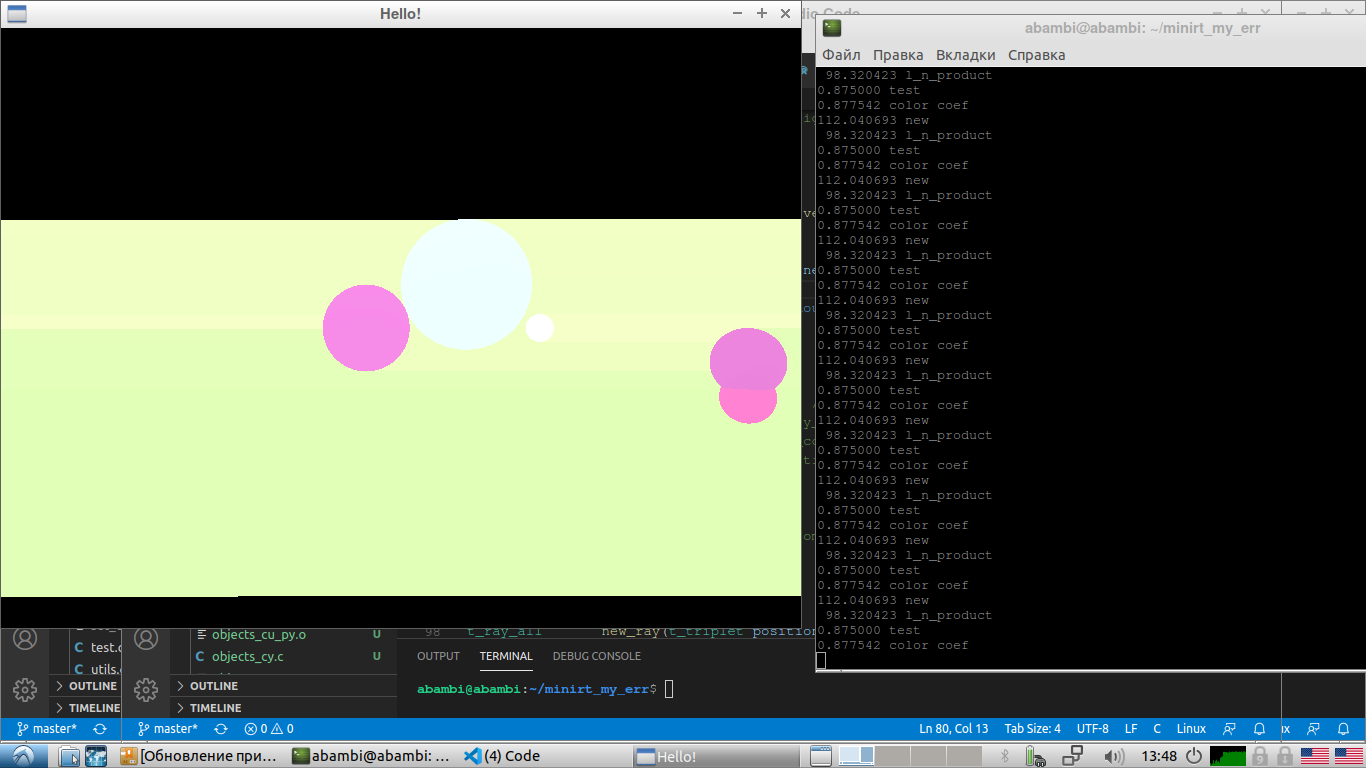 Hello!
dio Code
abambi@abambi: ~/minirt_my_err
Файл Правка Вкладки Справка
98.320423 l_n_product
0.875000 test
0.877542 color coef
112.040693 new
98.320423 l_n_product
0.875000 test
0.877542 color coef
112.040693 new
98.320423 l_n_product
0.875000 test
0.877542 color coef
112.040693 new
98.320423 l_n_product
0.875000 test
0.877542 color coef
112.040693 new
98.320423 l_n_product
0.875000 test
0.877542 color coef
112.040693 new
98.320423 l_n_product
0.875000 test
0.877542 color coef
112.040693 new
98.320423 l_n_product
0.875000 test
0.877542 color coef
112.040693 new
98.320423 l_n_product
0.875000 test
0.877542 color coef
112.040693 new
98.320423 l_n_product
0.875000 test
0.877542 color coef
112.040693 new
98.320423 l_n_product
0.875000 test
0.877542 color coef
objects_cu_py.o U
98 t_ray_all new_ray(t_triplet position
test.c
C objects_cy.c U
utils.
OUTPUT TERMINAL DEBUG CONSOLE
abambi@abambi:~/minirt_my_err$
OUTLINE OUTLINE
TIMELINE TIMELINE
master* master* 0 0 Ln 80, Col 13 Tab Size: 4 UTF-8 LF C Linux
[Обновление при... abambi@abambi: ... (4) Code Hello! 13:48